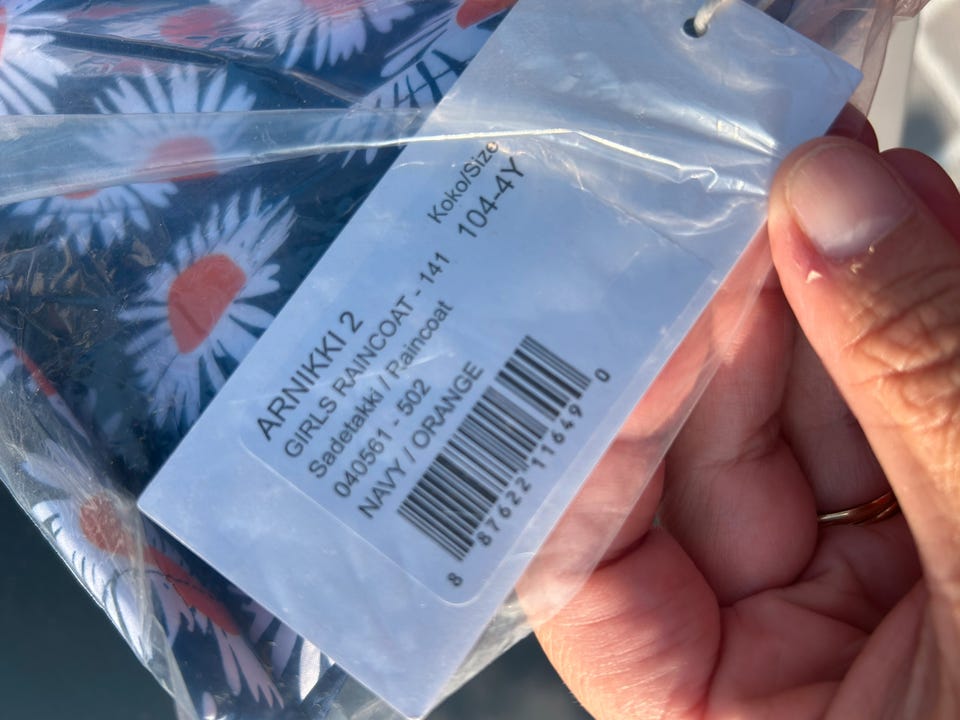 Koko/Size
104-4Y
ARNIKKI 2
GIRLS RAINCOAT - 141
Sadetakki / Raincoat
040561 - 502
NAVY / ORANGE
8 87622 11649 0